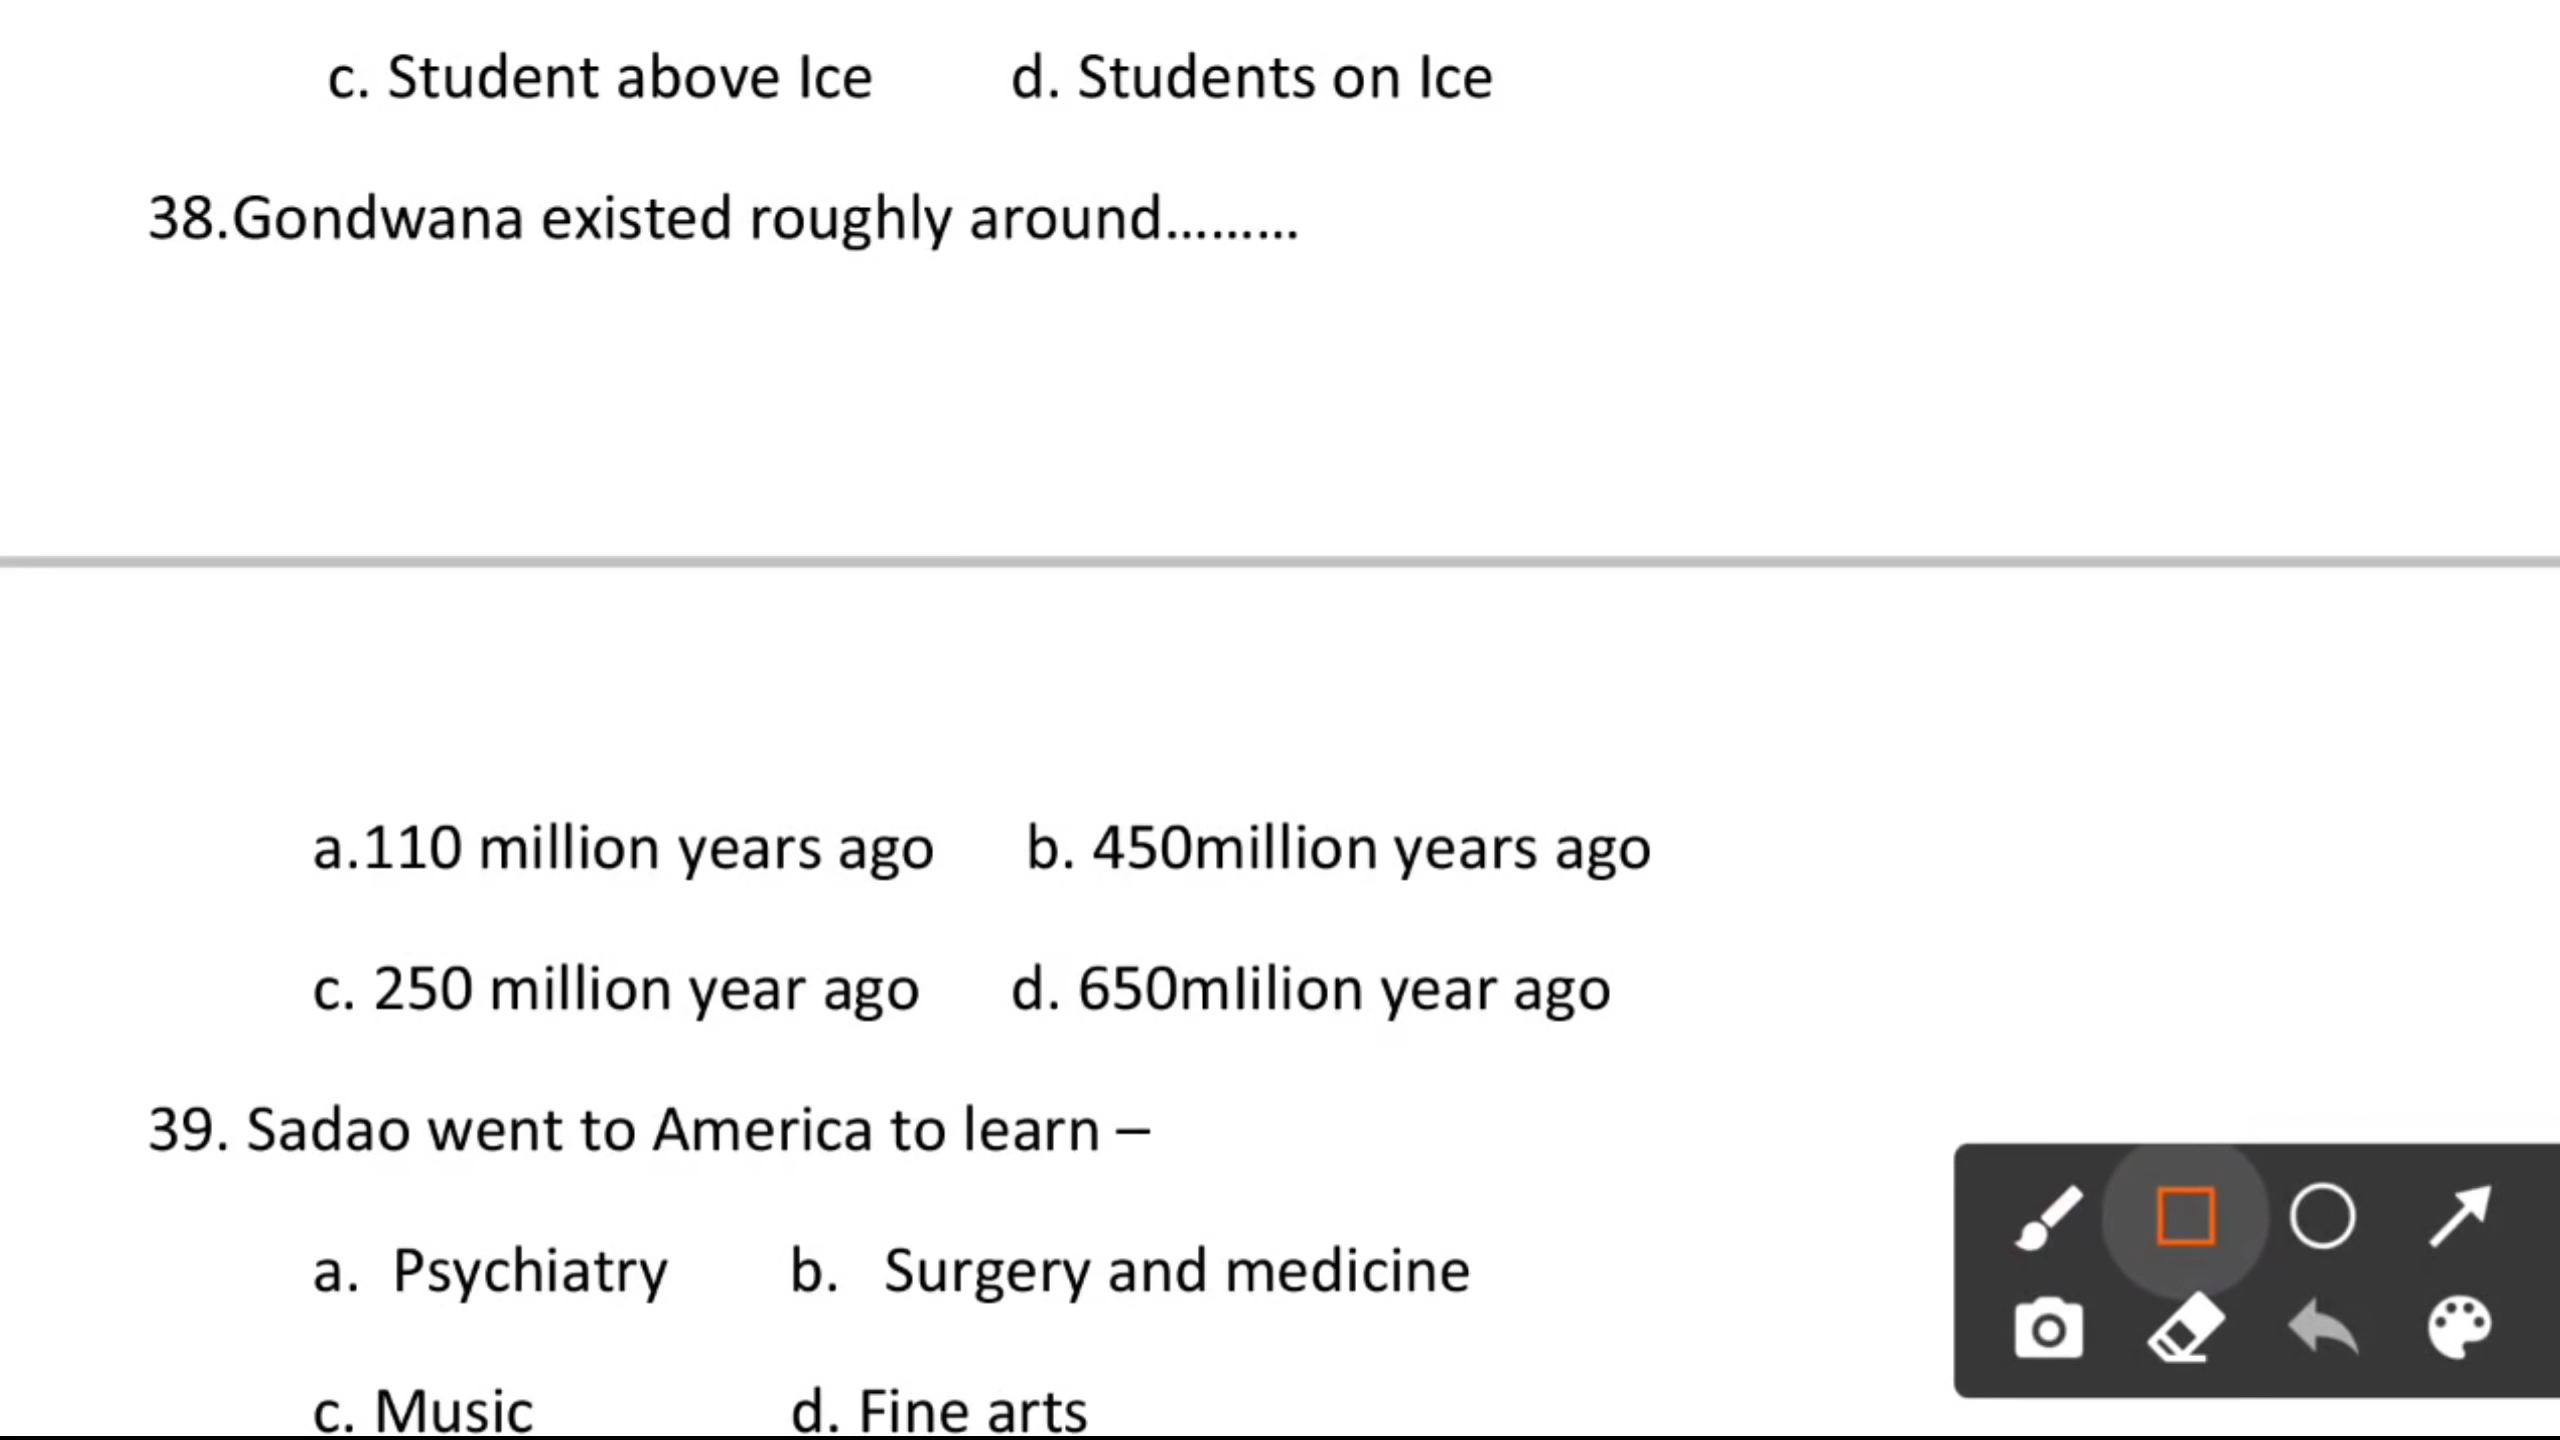 c. Student above Ice d. Students on Ice
38.Gondwana existed roughly around.........
a.110 million years ago b. 450million years ago
c. 250 million year ago d. 650mlilion year ago
39. Sadao went to America to learn –
a. Psychiatry b. Surgery and medicine
c. Music d. Fine arts